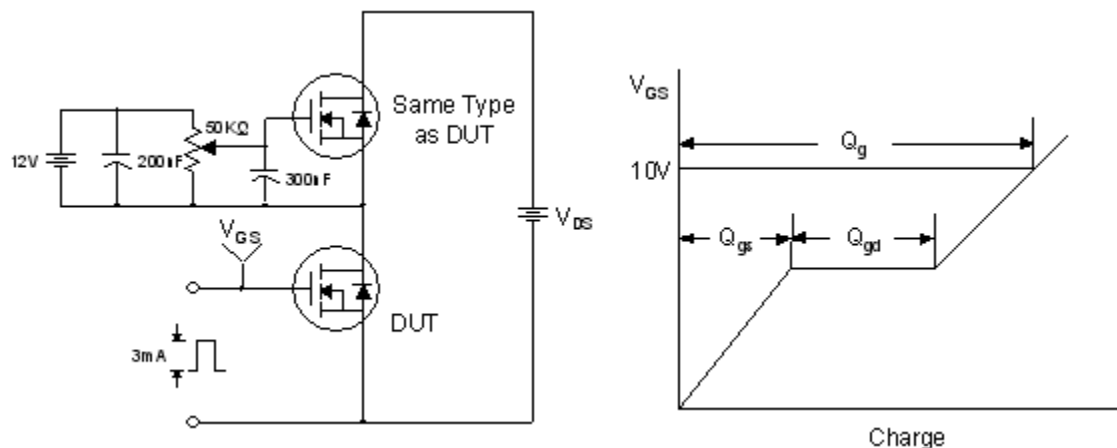 Same Type
as DUT
50KΩ
12V
200nF
300nF
VGS
VDS
DUT
3mA
VGS
10V
Qg
Qgs
Qgd
Charge